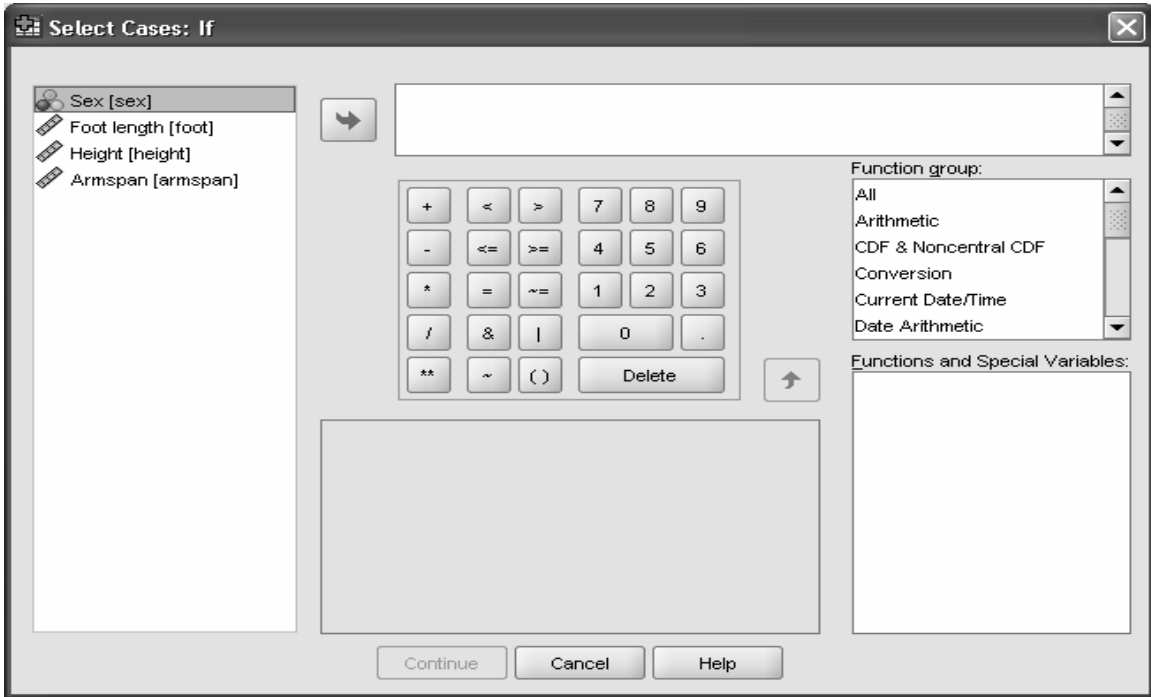 Select Cases: If
Sex [sex]
Foot length [foot]
Height [height]
Armspan [armspan]
+ < > 7 8 9
- <= >= 4 5 6
* = ~= 1 2 3
/ & | 0 .
** ~ () Delete
Function group:
All
Arithmetic
CDF & Noncentral CDF
Conversion
Current Date/Time
Date Arithmetic
Functions and Special Variables:
Continue Cancel Help